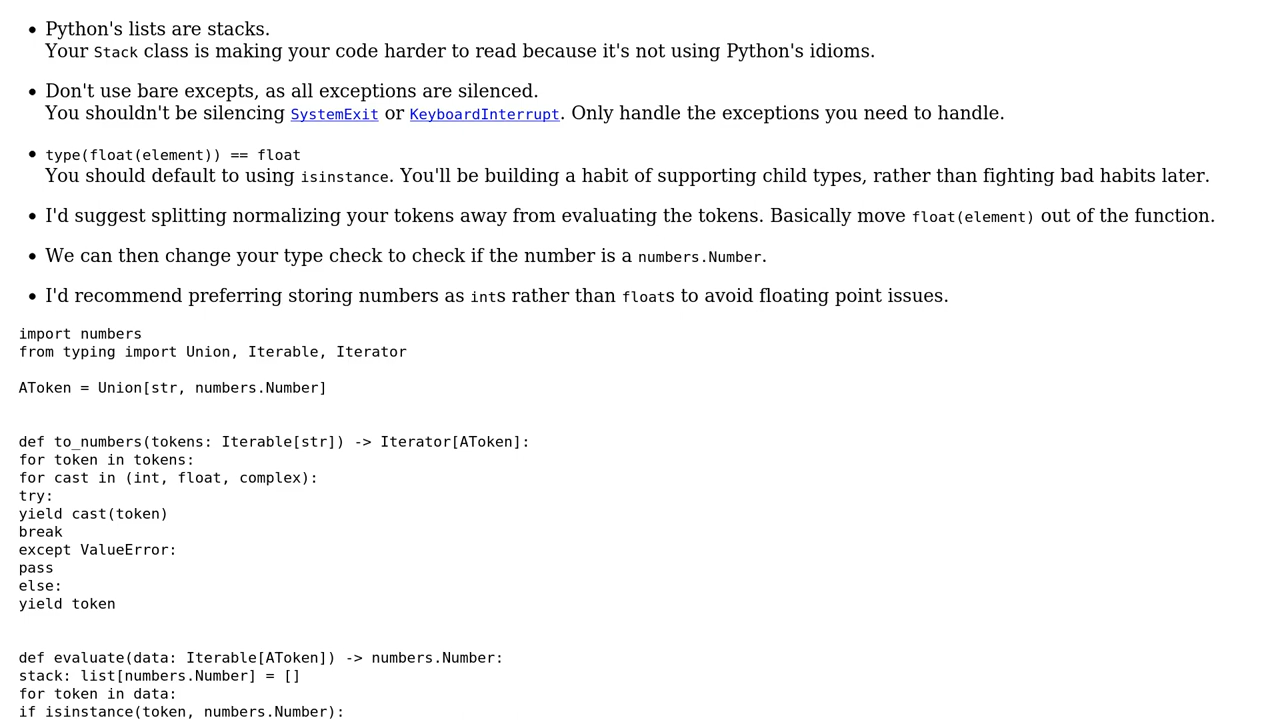 Python's lists are stacks.
Your Stack class is making your code harder to read because it's not using Python's idioms.
Don't use bare excepts, as all exceptions are silenced.
You shouldn't be silencing SystemExit or KeyboardInterrupt. Only handle the exceptions you need to handle.
type(float(element)) == float
You should default to using isinstance. You'll be building a habit of supporting child types, rather than fighting bad habits later.
I'd suggest splitting normalizing your tokens away from evaluating the tokens. Basically move float(element) out of the function.
We can then change your type check to check if the number is a numbers.Number.
I'd recommend preferring storing numbers as ints rather than floats to avoid floating point issues.
import numbers
from typing import Union, Iterable, Iterator
AToken = Union[str, numbers.Number]
def to_numbers(tokens: Iterable[str]) -> Iterator[AToken]:
for token in tokens:
for cast in (int, float, complex):
try:
yield cast(token)
break
except ValueError:
pass
else:
yield token
def evaluate(data: Iterable[AToken]) -> numbers.Number:
stack: list[numbers.Number] = []
for token in data:
if isinstance(token, numbers.Number):